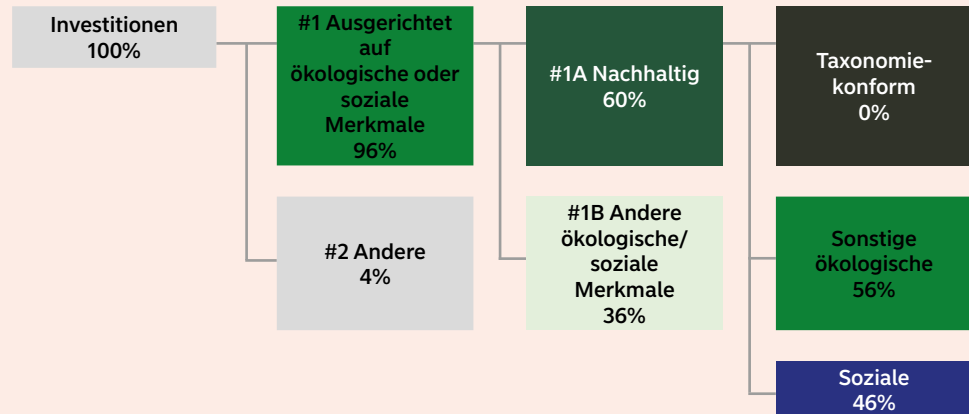 Investitionen
100%
#1 Ausgerichtet
auf
ökologische oder
soziale
Merkmale
96%
#2 Andere
4%
#1A Nachhaltig
60%
#1B Andere
ökologische/
soziale
Merkmale
36%
Taxonomie-
konform
0%
Sonstige
ökologische
56%
Soziale
46%